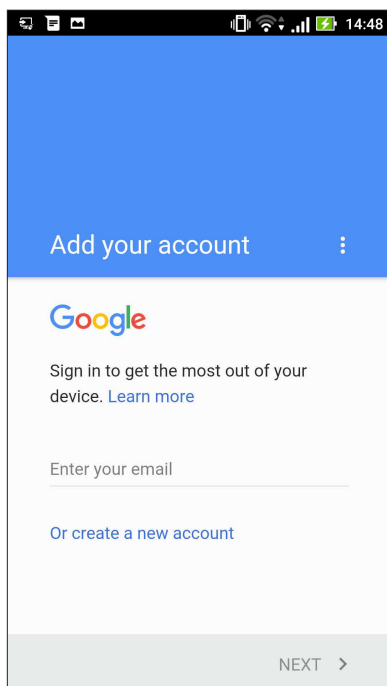 14:48
Add your account
Google
Sign in to get the most out of your
device. Learn more
Enter your email
Or create a new account
NEXT